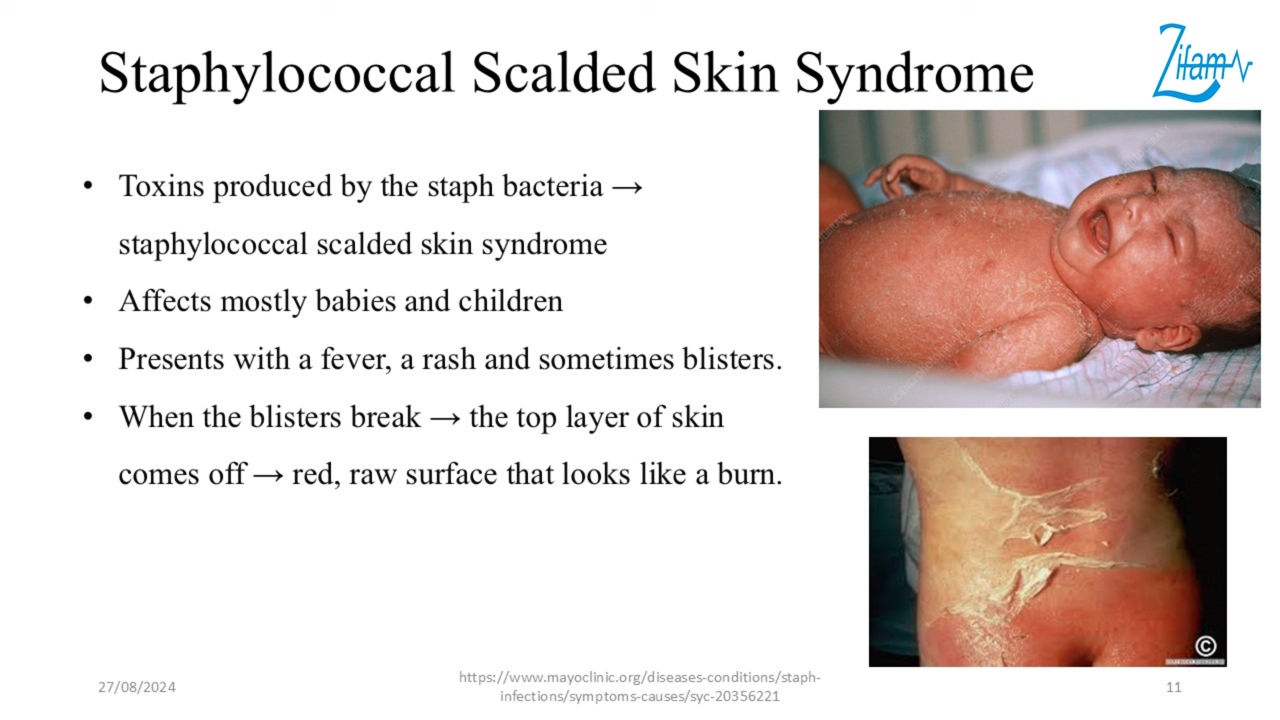 Staphylococcal Scalded Skin Syndrome
Zifam
• Toxins produced by the staph bacteria →
staphylococcal scalded skin syndrome
• Affects mostly babies and children
• Presents with a fever, a rash and sometimes blisters.
• When the blisters break → the top layer of skin
comes off → red, raw surface that looks like a burn.
©
27/08/2024
https://www.mayoclinic.org/diseases-conditions/staph-
infections/symptoms-causes/syc-20356221
11